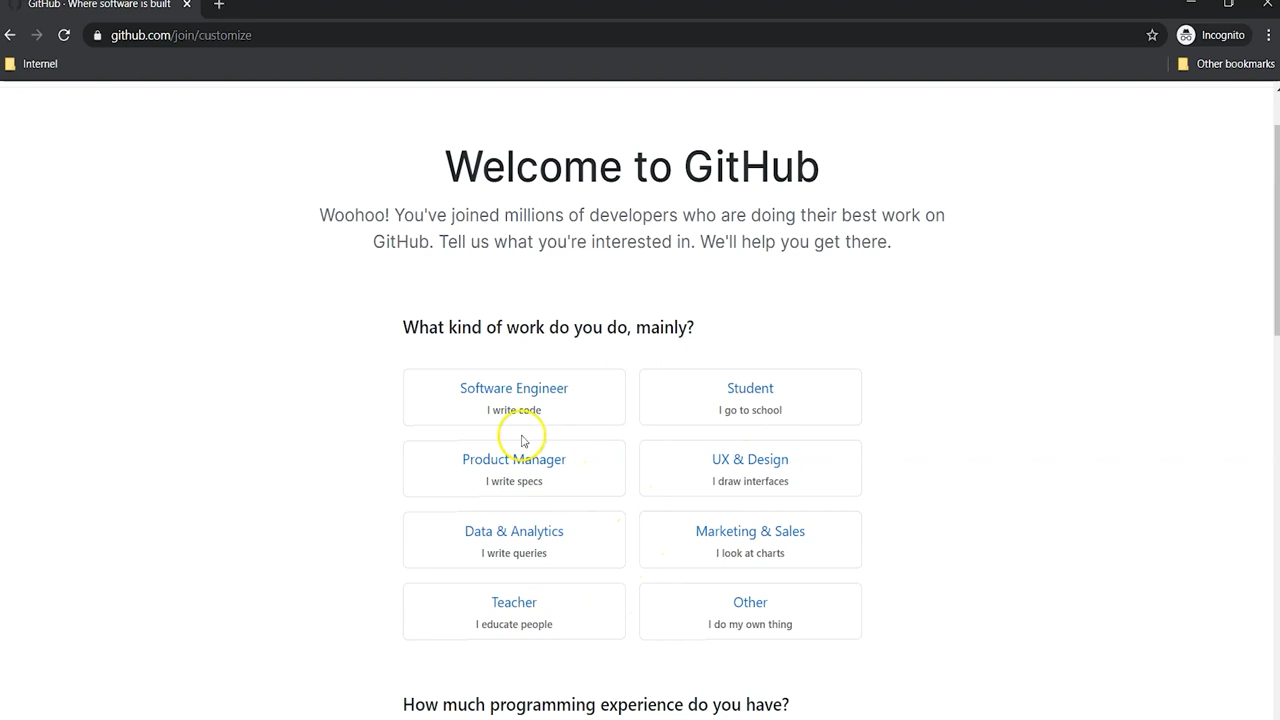 GitHub · Where software is built
github.com/join/customize
Incognito
Internel
Other bookmarks
Welcome to GitHub
Woohoo! You've joined millions of developers who are doing their best work on
GitHub. Tell us what you're interested in. We'll help you get there.
What kind of work do you do, mainly?
Software Engineer
I write code
Student
I go to school
Product Manager
I write specs
UX & Design
I draw interfaces
Data & Analytics
I write queries
Marketing & Sales
I look at charts
Teacher
I educate people
Other
I do my own thing
How much programming experience do you have?